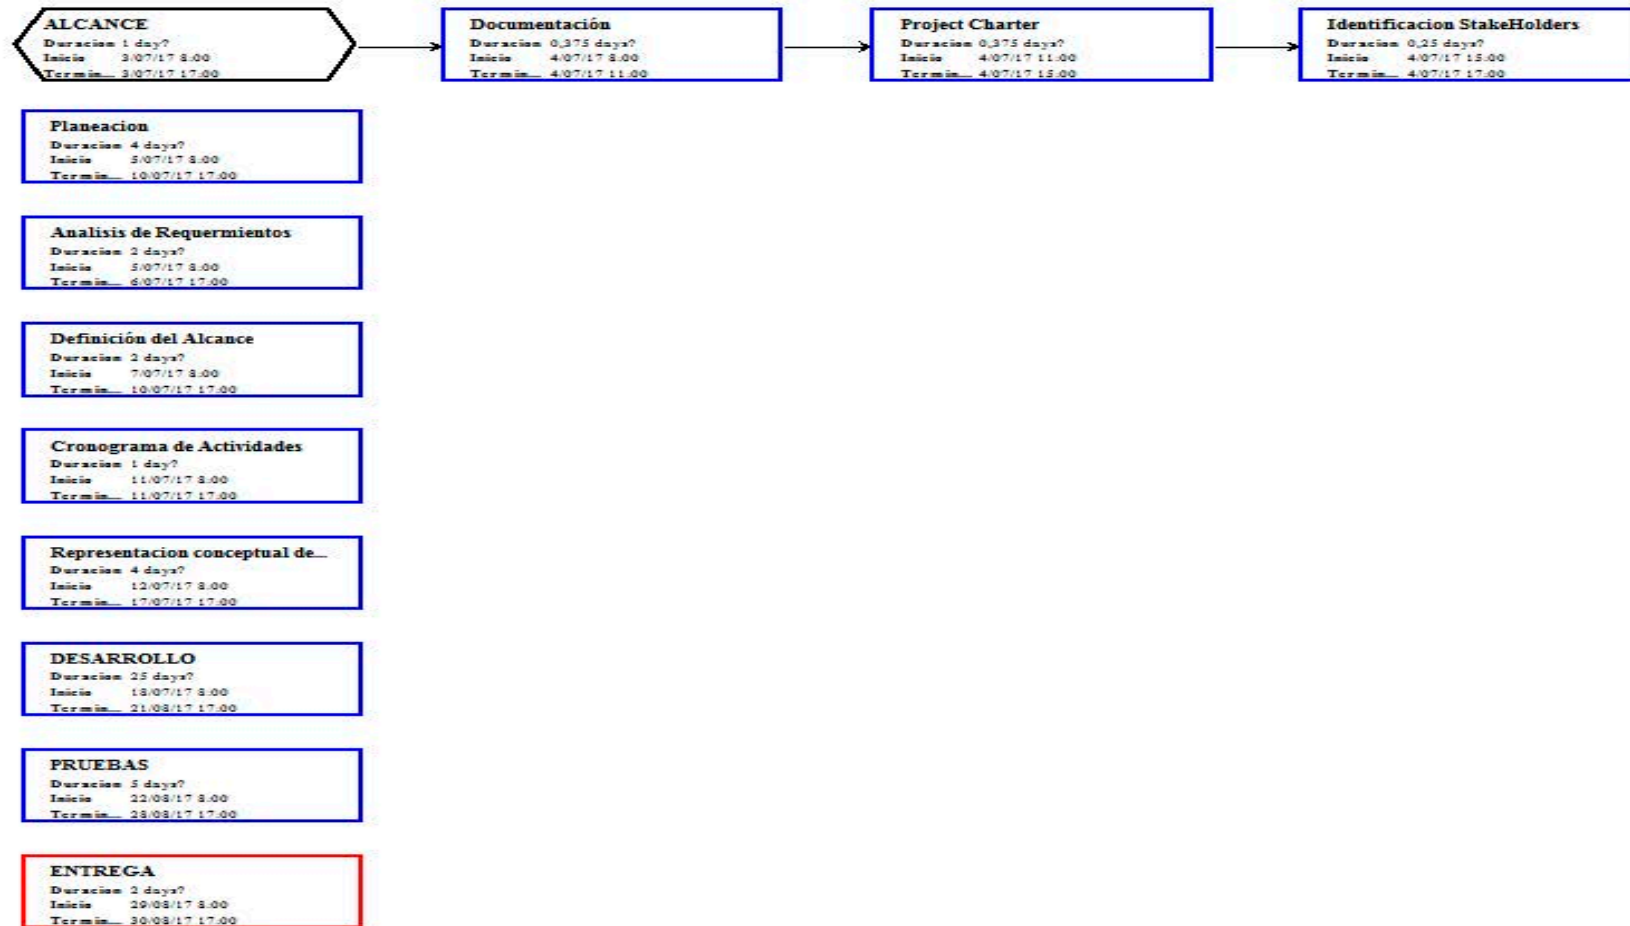 ALCANCE
Duracion 1 day?
Inicio 3/07/17 8:00
Termin... 3/07/17 17:00
Documentación
Duracion 0,375 days?
Inicio 4/07/17 8:00
Termin... 4/07/17 11:00
Project Charter
Duracion 0,375 days?
Inicio 4/07/17 11:00
Termin... 4/07/17 15:00
Identificacion StakeHolders
Duracion 0,25 days?
Inicio 4/07/17 15:00
Termin... 4/07/17 17:00
Planeacion
Duracion 4 days?
Inicio 5/07/17 8:00
Termin... 10/07/17 17:00
Analisis de Requermientos
Duracion 2 days?
Inicio 5/07/17 8:00
Termin... 6/07/17 17:00
Definición del Alcance
Duracion 2 days?
Inicio 7/07/17 8:00
Termin... 10/07/17 17:00
Cronograma de Actividades
Duracion 1 day?
Inicio 11/07/17 8:00
Termin... 11/07/17 17:00
Representacion conceptual de...
Duracion 4 days?
Inicio 12/07/17 8:00
Termin... 17/07/17 17:00
DESARROLLO
Duracion 25 days?
Inicio 18/07/17 8:00
Termin... 21/08/17 17:00
PRUEBAS
Duracion 5 days?
Inicio 22/08/17 8:00
Termin... 28/08/17 17:00
ENTREGA
Duracion 2 days?
Inicio 29/08/17 8:00
Termin... 30/08/17 17:00